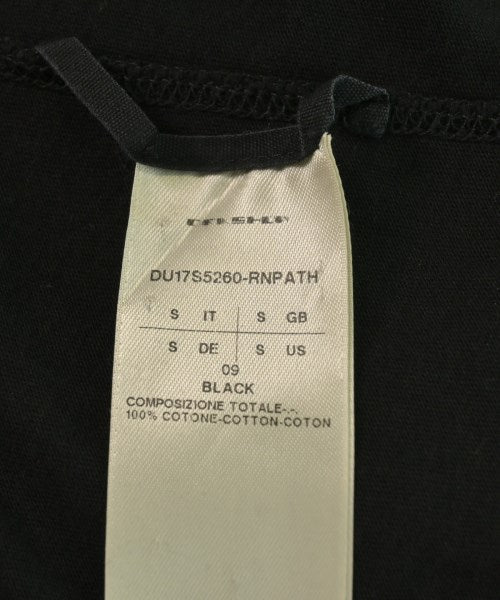 DU17S5260-RNPATH
S IT S GB
S DE S US
09
BLACK
COMPOSIZIONE TOTALE-.-.
100% COTONE-COTTON-COTON